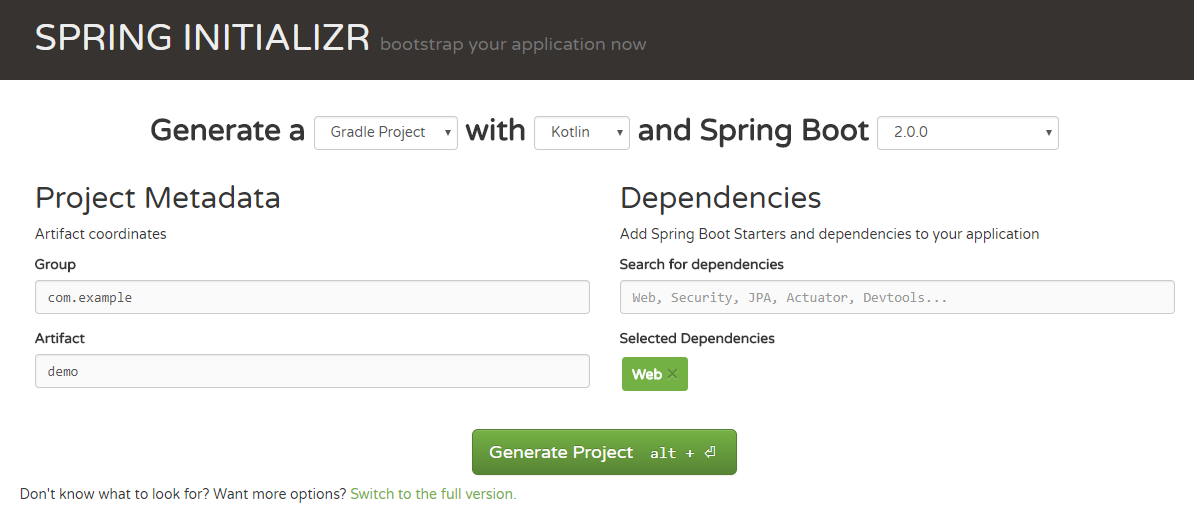 SPRING INITIALIZR bootstrap your application now
Generate a Gradle Project with Kotlin and Spring Boot 2.0.0
Project Metadata
Artifact coordinates
Group
com.example
Artifact
demo
Dependencies
Add Spring Boot Starters and dependencies to your application
Search for dependencies
Web, Security, JPA, Actuator, Devtools...
Selected Dependencies
Web ×
Generate Project alt + ⏎
Don't know what to look for? Want more options? Switch to the full version.